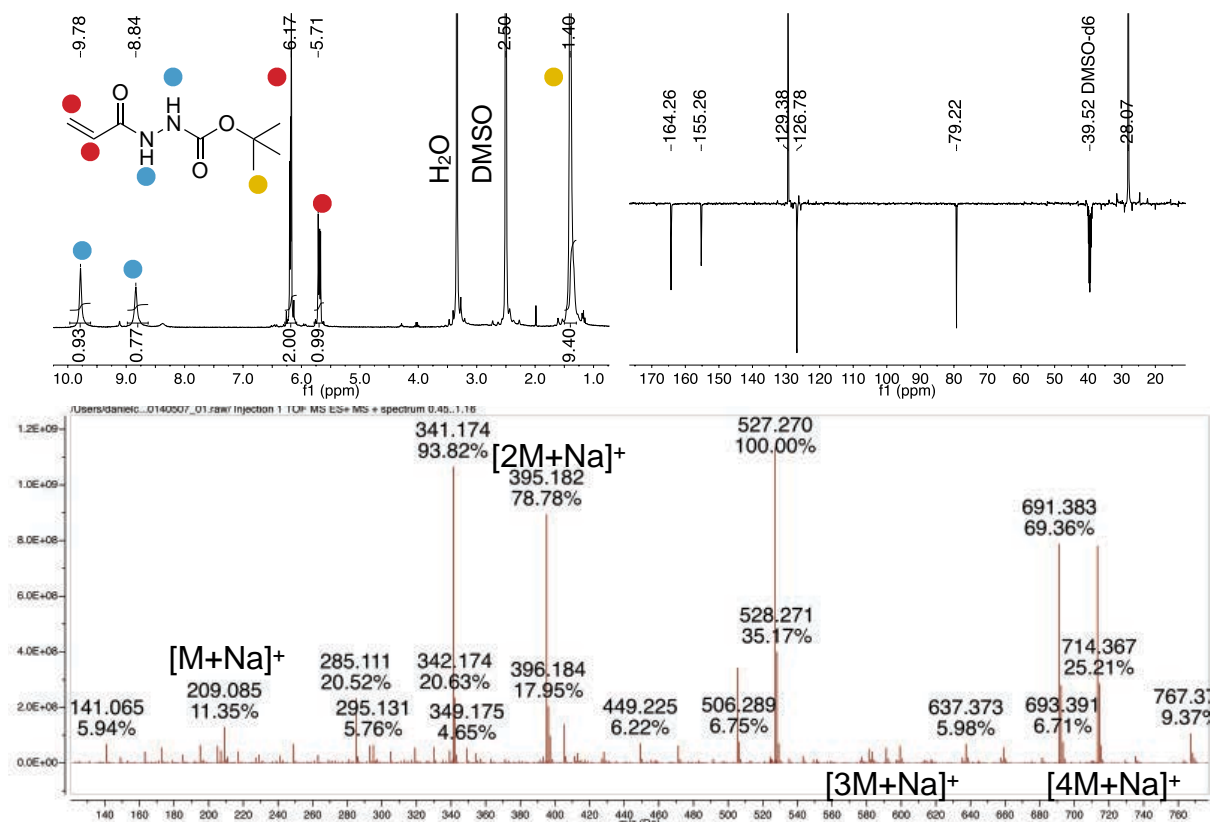 −9.78
−8.84
6.17
−5.71
2.50
1.40
O
H
N
N
H
O
O
H2O
DMSO
0.93
0.77
2.00
0.99
9.40
10.0 9.0 8.0 7.0 6.0 5.0 4.0 3.0 2.0 1.0
f1 (ppm)
−164.26
−155.26
129.38
126.78
−79.22
−39.52 DMSO-d6
28.07
170 160 150 140 130 120 110 100 90 80 70 60 50 40 30 20
f1 (ppm)
/Users/danielc...0140507_01.raw/ Injection 1 TOF MS ES+ MS + spectrum 0.45..1.16
1.2E+09
1.0E+09
8.0E+08
6.0E+08
4.0E+08
2.0E+08
0.0E+00
341.174
93.82%
[2M+Na]+
395.182
78.78%
527.270
100.00%
691.383
69.36%
528.271
35.17%
[M+Na]+
209.085
11.35%
285.111
20.52%
342.174
20.63%
396.184
17.95%
714.367
25.21%
141.065
5.94%
295.131
5.76%
349.175
4.65%
449.225
6.22%
506.289
6.75%
637.373
5.98%
693.391
6.71%
767.37
9.37%
[3M+Na]+
[4M+Na]+
140 160 180 200 220 240 260 280 300 320 340 360 380 400 420 440 460 480 500 520 540 560 580 600 620 640 660 680 700 720 740 760